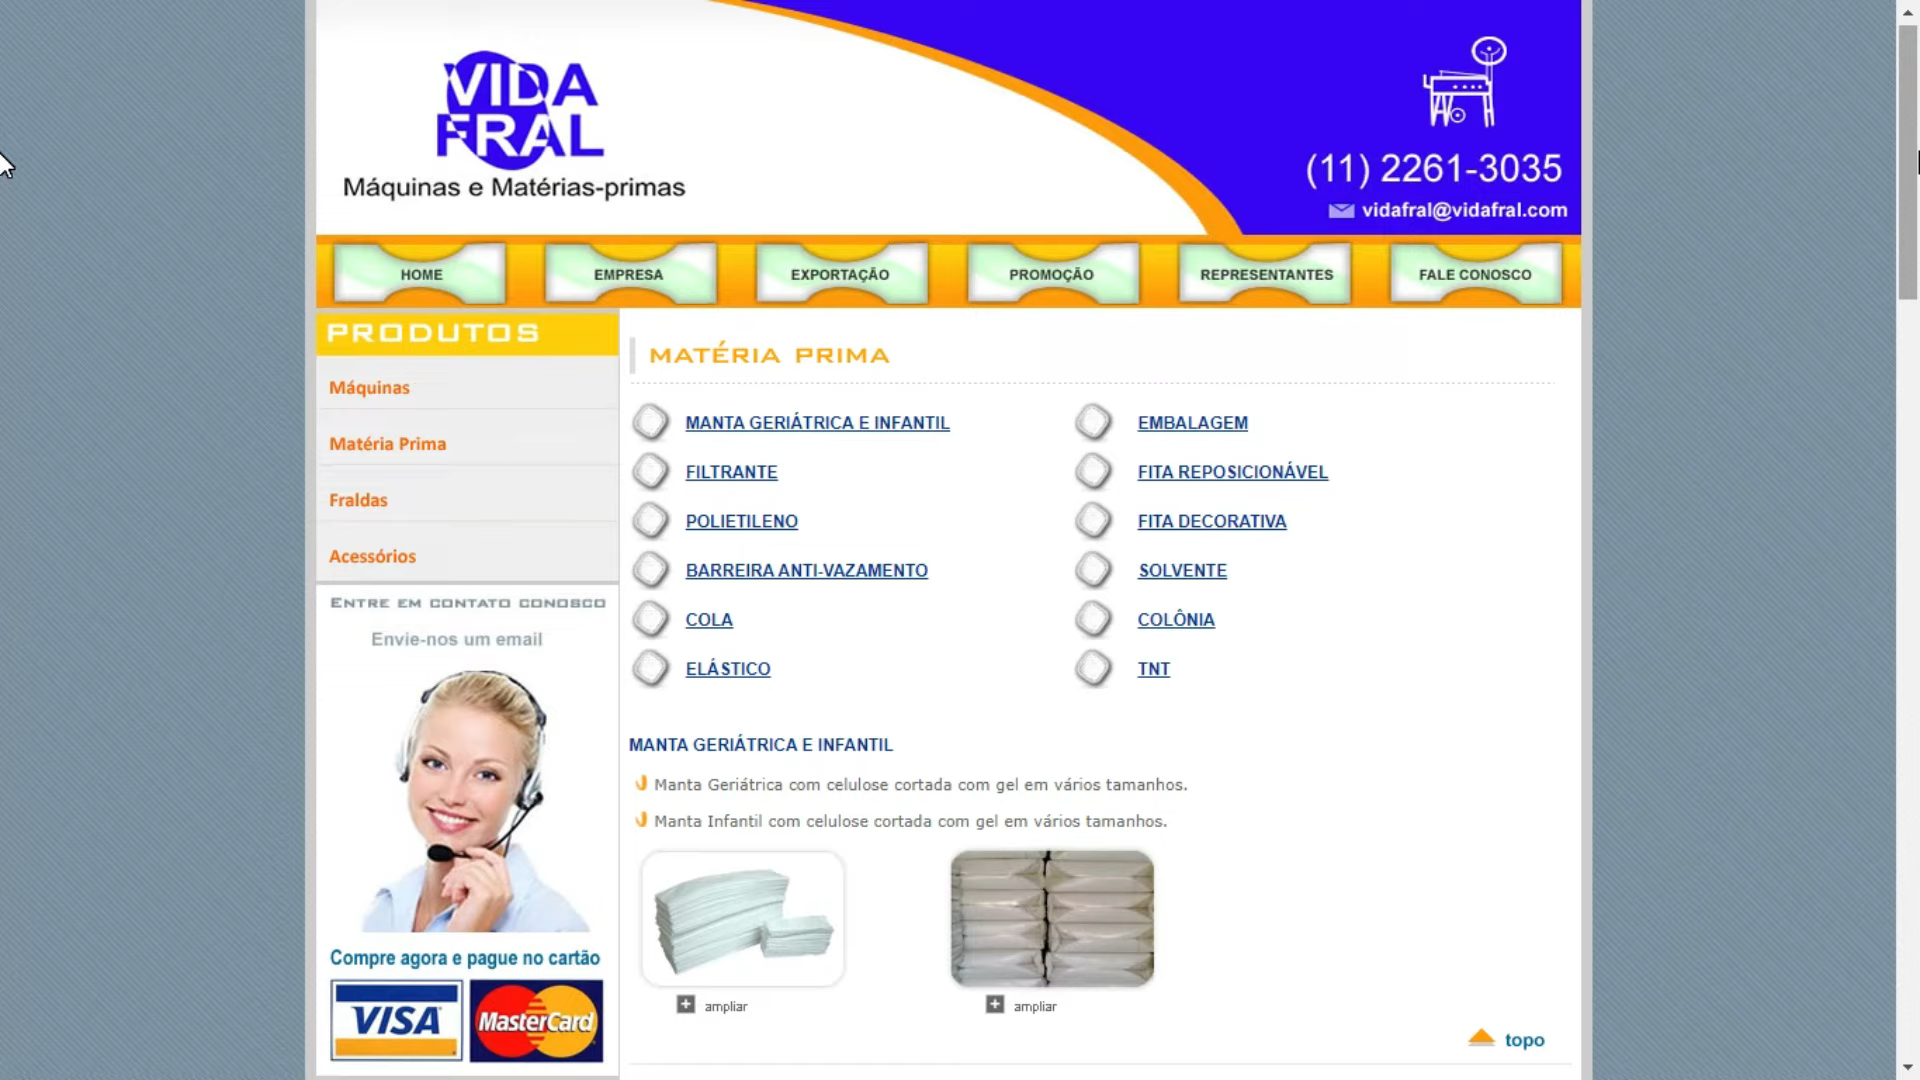 VIDA
FRAL
Máquinas e Matérias-primas
(11) 2261-3035
vidafral@vidafral.com
HOME
EMPRESA
EXPORTAÇÃO
PROMOÇÃO
REPRESENTANTES
FALE CONOSCO
PRODUTOS
Máquinas
Matéria Prima
Fraldas
Acessórios
ENTRE EM CONTATO CONOSCO
Envie-nos um email
Compre agora e pague no cartão
VISA
MasterCard
MATÉRIA PRIMA
MANTA GERIÁTRICA E INFANTIL
EMBALAGEM
FILTRANTE
FITA REPOSICIONÁVEL
POLIETILENO
FITA DECORATIVA
BARREIRA ANTI-VAZAMENTO
SOLVENTE
COLA
COLÔNIA
ELÁSTICO
TNT
MANTA GERIÁTRICA E INFANTIL
Manta Geriátrica com celulose cortada com gel em vários tamanhos.
Manta Infantil com celulose cortada com gel em vários tamanhos.
ampliar
ampliar
topo